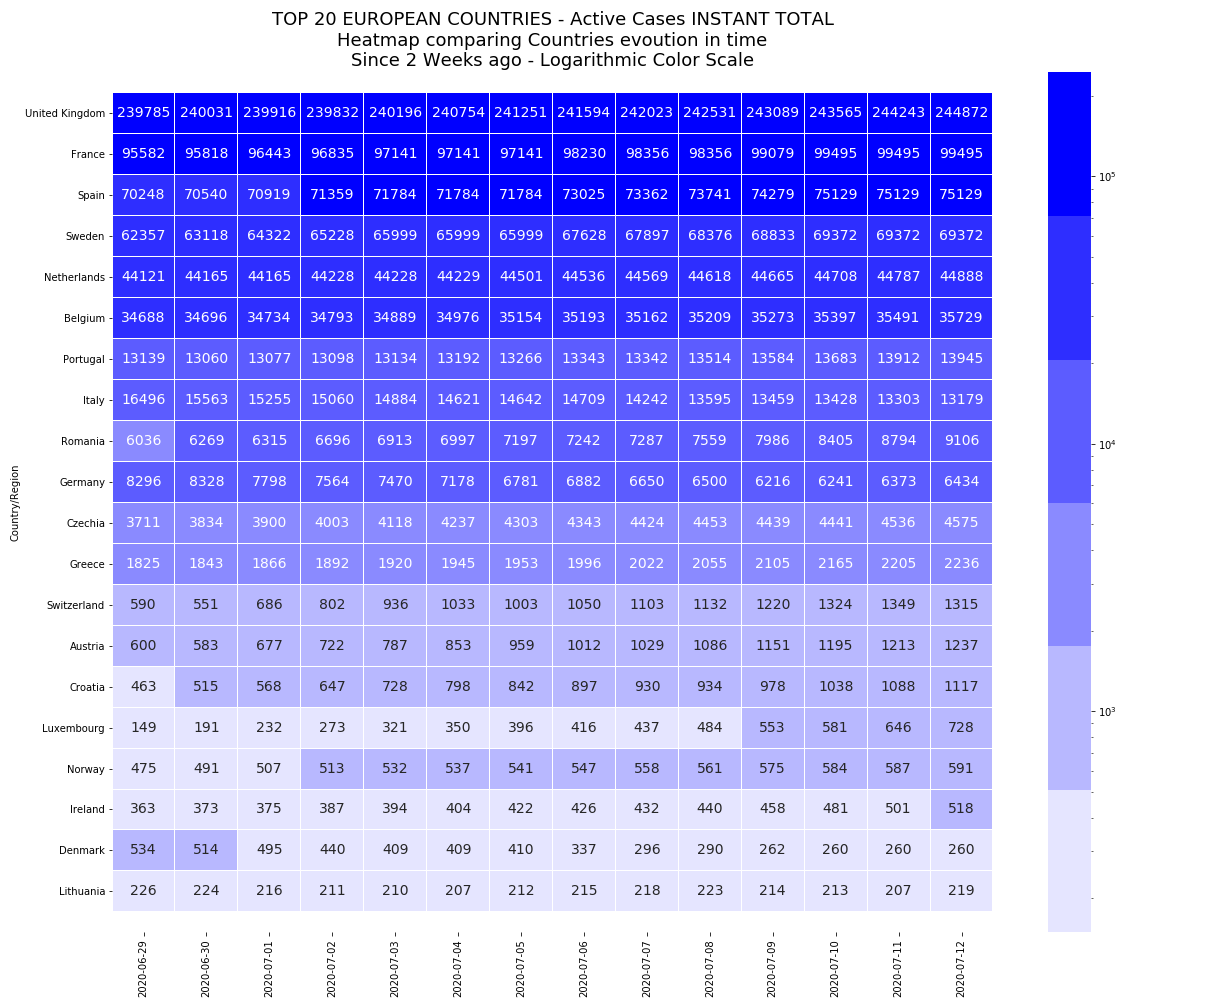 TOP 20 EUROPEAN COUNTRIES - Active Cases INSTANT TOTAL
Heatmap comparing Countries evoution in time
Since 2 Weeks ago - Logarithmic Color Scale
Country/Region
United Kingdom 239785 240031 239916 239832 240196 240754 241251 241594 242023 242531 243089 243565 244243 244872
France 95582 95818 96443 96835 97141 97141 97141 98230 98356 98356 99079 99495 99495 99495
Spain 70248 70540 70919 71359 71784 71784 71784 73025 73362 73741 74279 75129 75129 75129
Sweden 62357 63118 64322 65228 65999 65999 65999 67628 67897 68376 68833 69372 69372 69372
Netherlands 44121 44165 44165 44228 44228 44229 44501 44536 44569 44618 44665 44708 44787 44888
Belgium 34688 34696 34734 34793 34889 34976 35154 35193 35162 35209 35273 35397 35491 35729
Portugal 13139 13060 13077 13098 13134 13192 13266 13343 13342 13514 13584 13683 13912 13945
Italy 16496 15563 15255 15060 14884 14621 14642 14709 14242 13595 13459 13428 13303 13179
Romania 6036 6269 6315 6696 6913 6997 7197 7242 7287 7559 7986 8405 8794 9106
Germany 8296 8328 7798 7564 7470 7178 6781 6882 6650 6500 6216 6241 6373 6434
Czechia 3711 3834 3900 4003 4118 4237 4303 4343 4424 4453 4439 4441 4536 4575
Greece 1825 1843 1866 1892 1920 1945 1953 1996 2022 2055 2105 2165 2205 2236
Switzerland 590 551 686 802 936 1033 1003 1050 1103 1132 1220 1324 1349 1315
Austria 600 583 677 722 787 853 959 1012 1029 1086 1151 1195 1213 1237
Croatia 463 515 568 647 728 798 842 897 930 934 978 1038 1088 1117
Luxembourg 149 191 232 273 321 350 396 416 437 484 553 581 646 728
Norway 475 491 507 513 532 537 541 547 558 561 575 584 587 591
Ireland 363 373 375 387 394 404 422 426 432 440 458 481 501 518
Denmark 534 514 495 440 409 409 410 337 296 290 262 260 260 260
Lithuania 226 224 216 211 210 207 212 215 218 223 214 213 207 219
2020-06-29 2020-06-30 2020-07-01 2020-07-02 2020-07-03 2020-07-04 2020-07-05 2020-07-06 2020-07-07 2020-07-08 2020-07-09 2020-07-10 2020-07-11 2020-07-12
10⁵
10⁴
10³